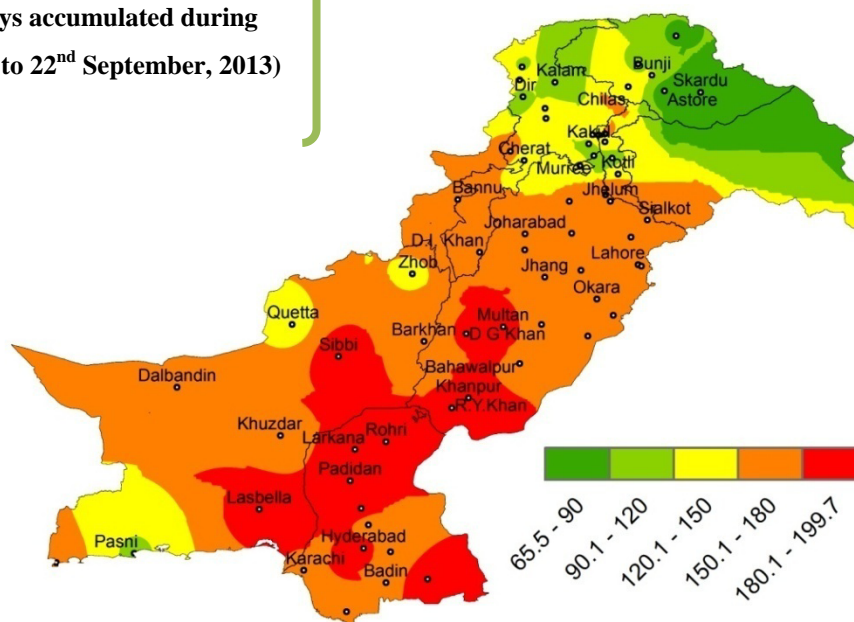 ys accumulated during
to 22nd September, 2013)
Bunji
Kalam
Skardu
Dir
Astore
Chilas
Kakul
Cherat
Murree
Kotli
Bannu
Jhelum
Sialkot
Joharabad
D.I. Khan
Lahore
Zhob
Jhang
Okara
Quetta
Multan
Barkhan
D G Khan
Sibbi
Bahawalpur
Dalbandin
Khanpur
R.Y.Khan
Khuzdar
Larkana
Rohri
Padidan
Lasbella
Pasni
Hyderabad
Karachi
Badin
65.5 - 90
90.1 - 120
120.1 - 150
150.1 - 180
180.1 - 199.7